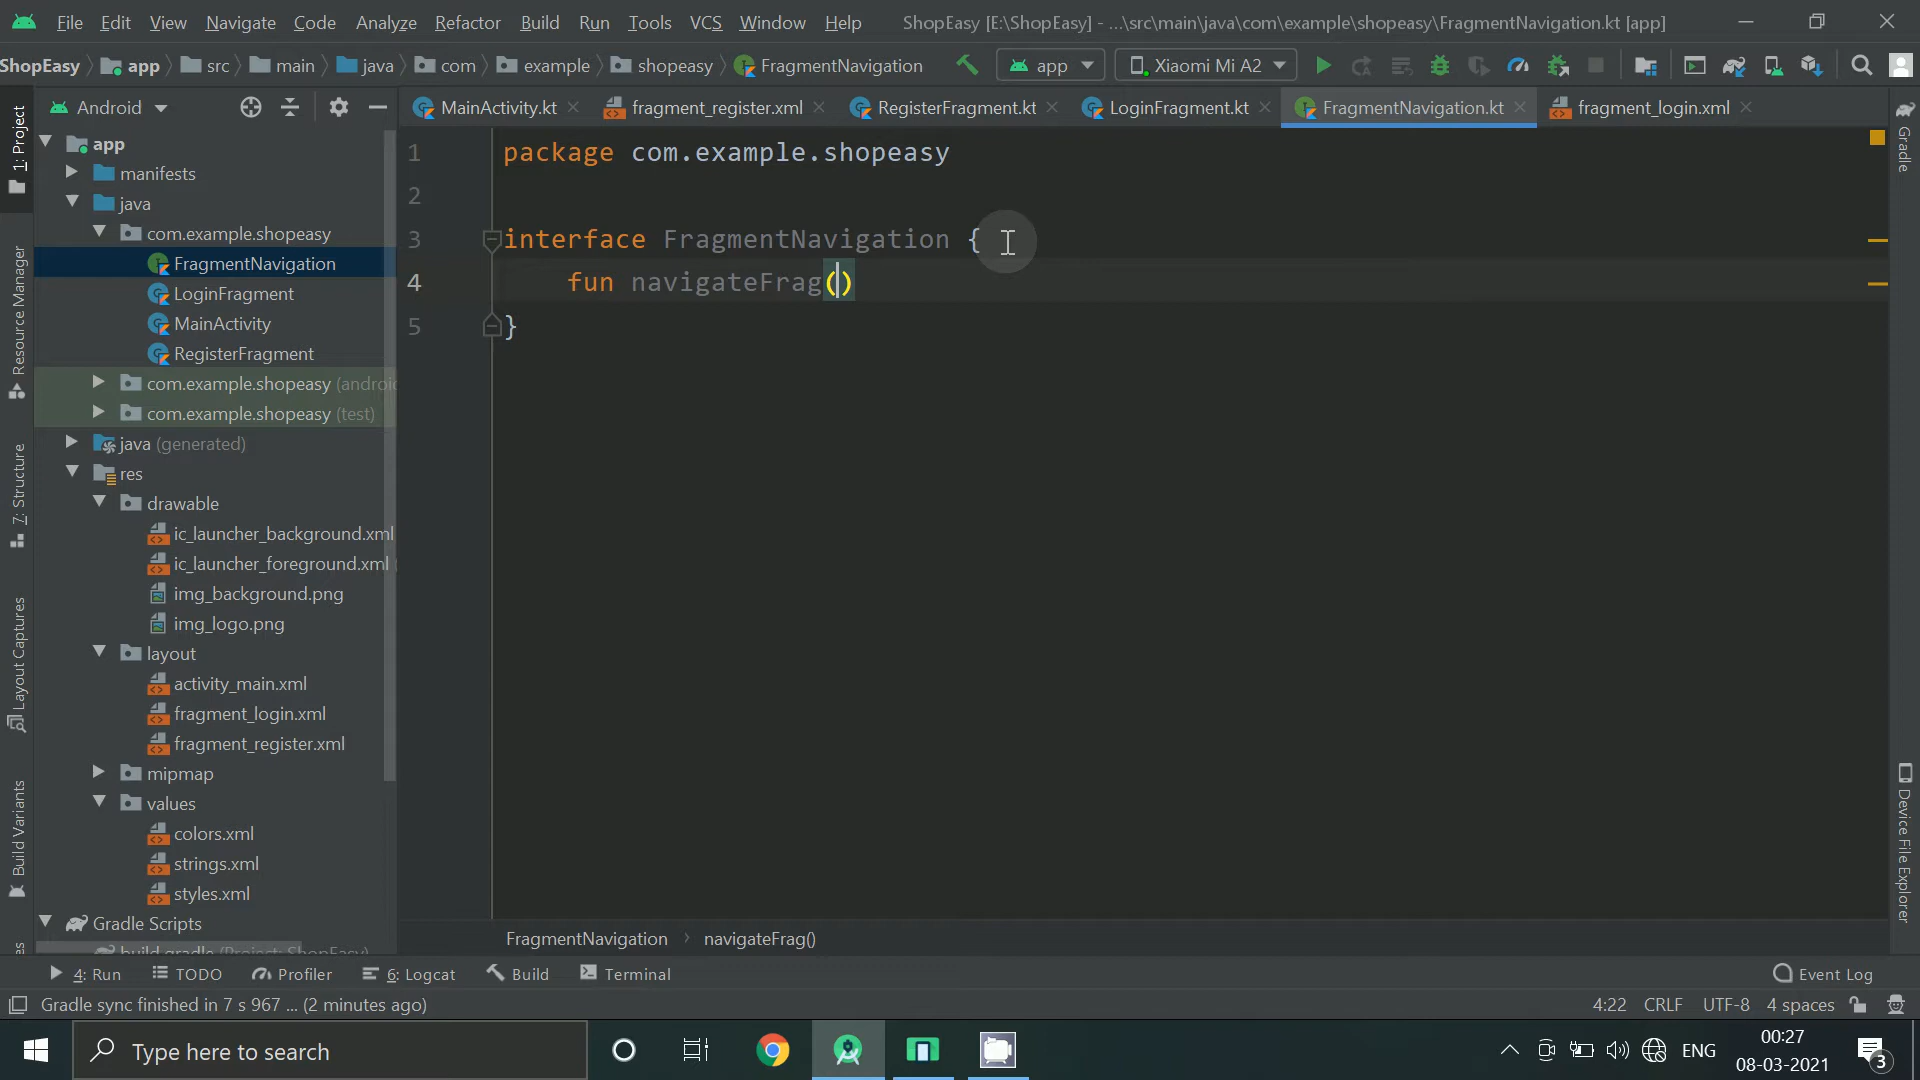 File Edit View Navigate Code Analyze Refactor Build Run Tools VCS Window Help ShopEasy [E:\ShopEasy] - ...\src\main\java\com\example\shopeasy\FragmentNavigation.kt [app]
ShopEasy app src main java com example shopeasy FragmentNavigation app Xiaomi Mi A2
Android MainActivity.kt fragment_register.xml RegisterFragment.kt LoginFragment.kt FragmentNavigation.kt fragment_login.xml
1: Project
Resource Manager
7: Structure
Layout Captures
Build Variants
app
manifests
java
com.example.shopeasy
FragmentNavigation
LoginFragment
MainActivity
RegisterFragment
com.example.shopeasy (androi
com.example.shopeasy (test)
java (generated)
res
drawable
ic_launcher_background.xml
ic_launcher_foreground.xml
img_background.png
img_logo.png
layout
activity_main.xml
fragment_login.xml
fragment_register.xml
mipmap
values
colors.xml
strings.xml
styles.xml
Gradle Scripts
1 package com.example.shopeasy
2
3 interface FragmentNavigation {
4 fun navigateFrag()
5 }
Gradle
Device File Explorer
FragmentNavigation navigateFrag()
4: Run TODO Profiler 6: Logcat Build Terminal Event Log
Gradle sync finished in 7 s 967 ... (2 minutes ago) 4:22 CRLF UTF-8 4 spaces
Type here to search ENG 00:27
08-03-2021 3